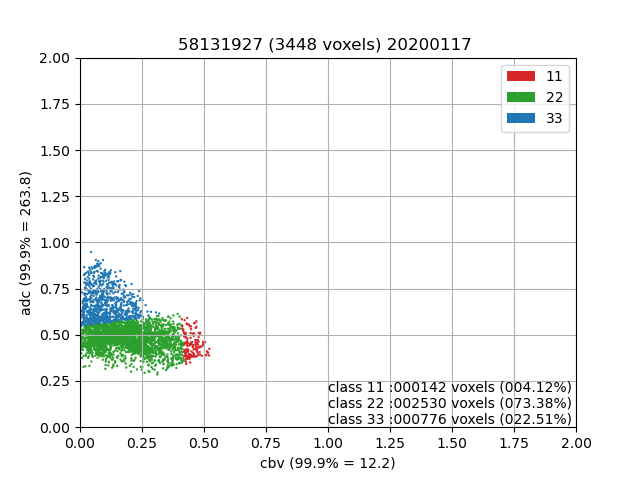 58131927 (3448 voxels) 20200117
2.00
1.75
1.50
1.25
1.00
0.75
0.50
0.25
0.00
adc (99.9% = 263.8)
11
22
33
class 11 :000142 voxels (004.12%)
class 22 :002530 voxels (073.38%)
class 33 :000776 voxels (022.51%)
0.00 0.25 0.50 0.75 1.00 1.25 1.50 1.75 2.00
cbv (99.9% = 12.2)